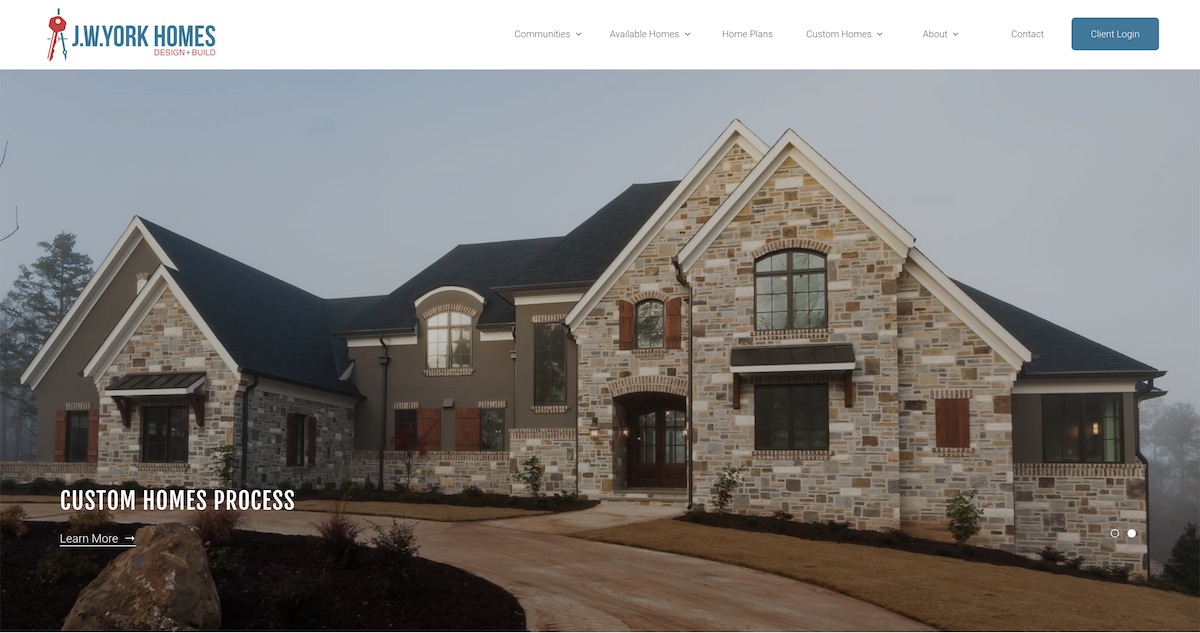 J.W.YORK HOMES
DESIGN+BUILD
Communities
Available Homes
Home Plans
Custom Homes
About
Contact
Client Login
CUSTOM HOMES PROCESS
Learn More →